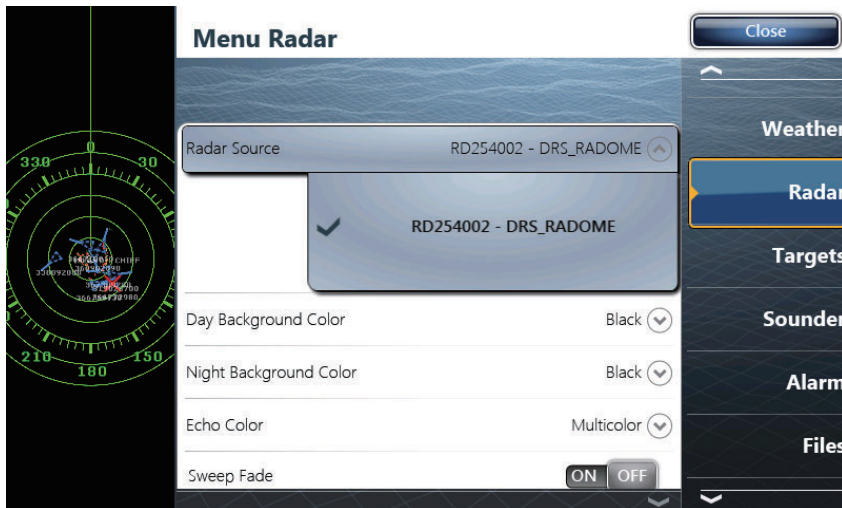 Menu Radar
Close
Radar Source RD254002 - DRS_RADOME
RD254002 - DRS_RADOME
Day Background Color Black
Night Background Color Black
Echo Color Multicolor
Sweep Fade ON OFF
Weather
Radar
Targets
Sounder
Alarm
Files
330 0 30
210 180 150